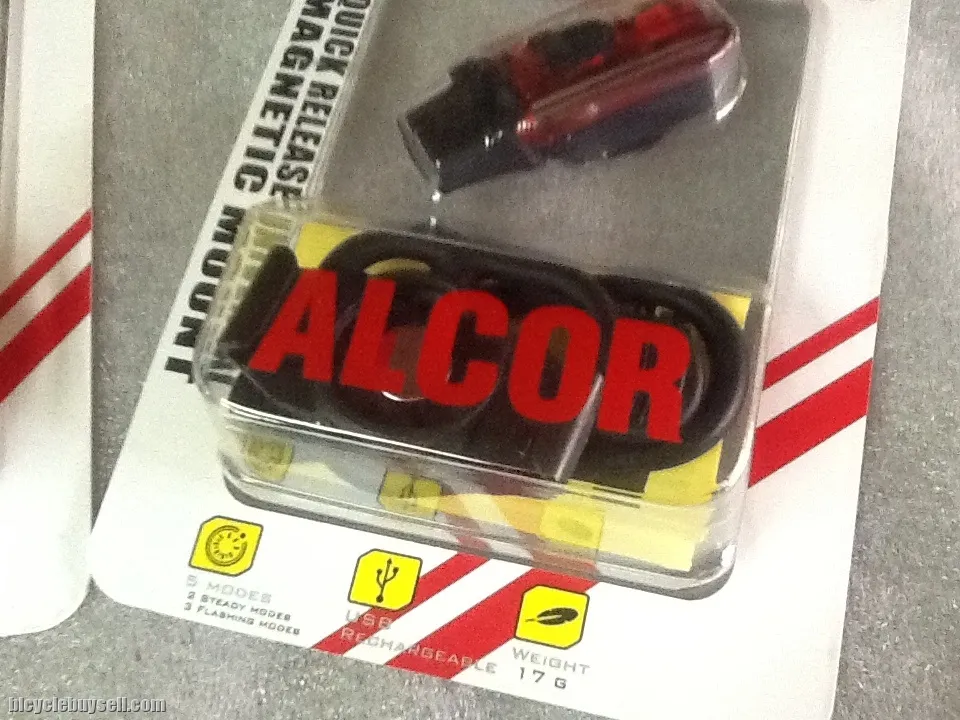 QUICK RELEASE
MAGNETIC MOUNT
ALCOR
5 MODES
2 STEADY MODES
3 FLASHING MODES
USB
RECHARGEABLE
WEIGHT
17 G
bicyclebuysell.com